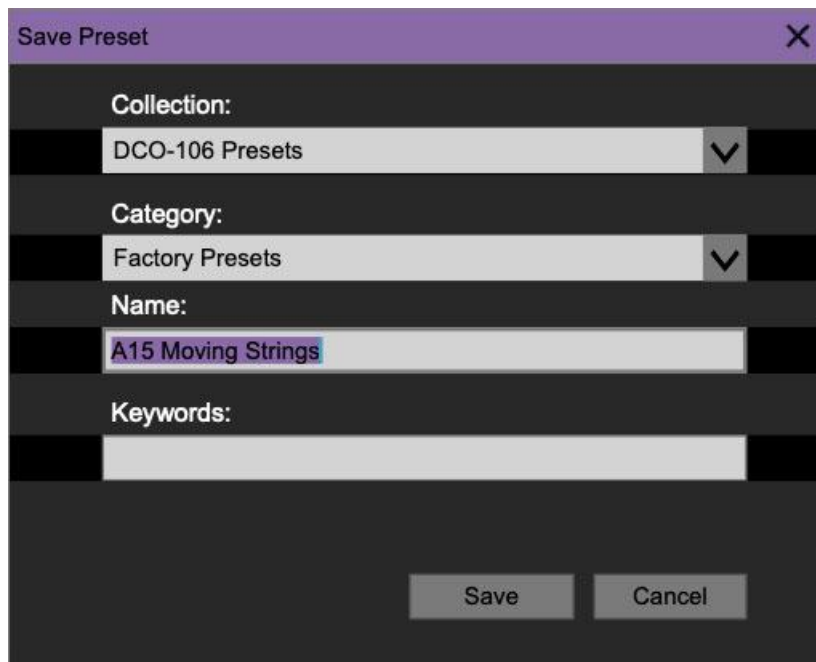 Save Preset
Collection:
DCO-106 Presets
Category:
Factory Presets
Name:
A15 Moving Strings
Keywords:
Save Cancel